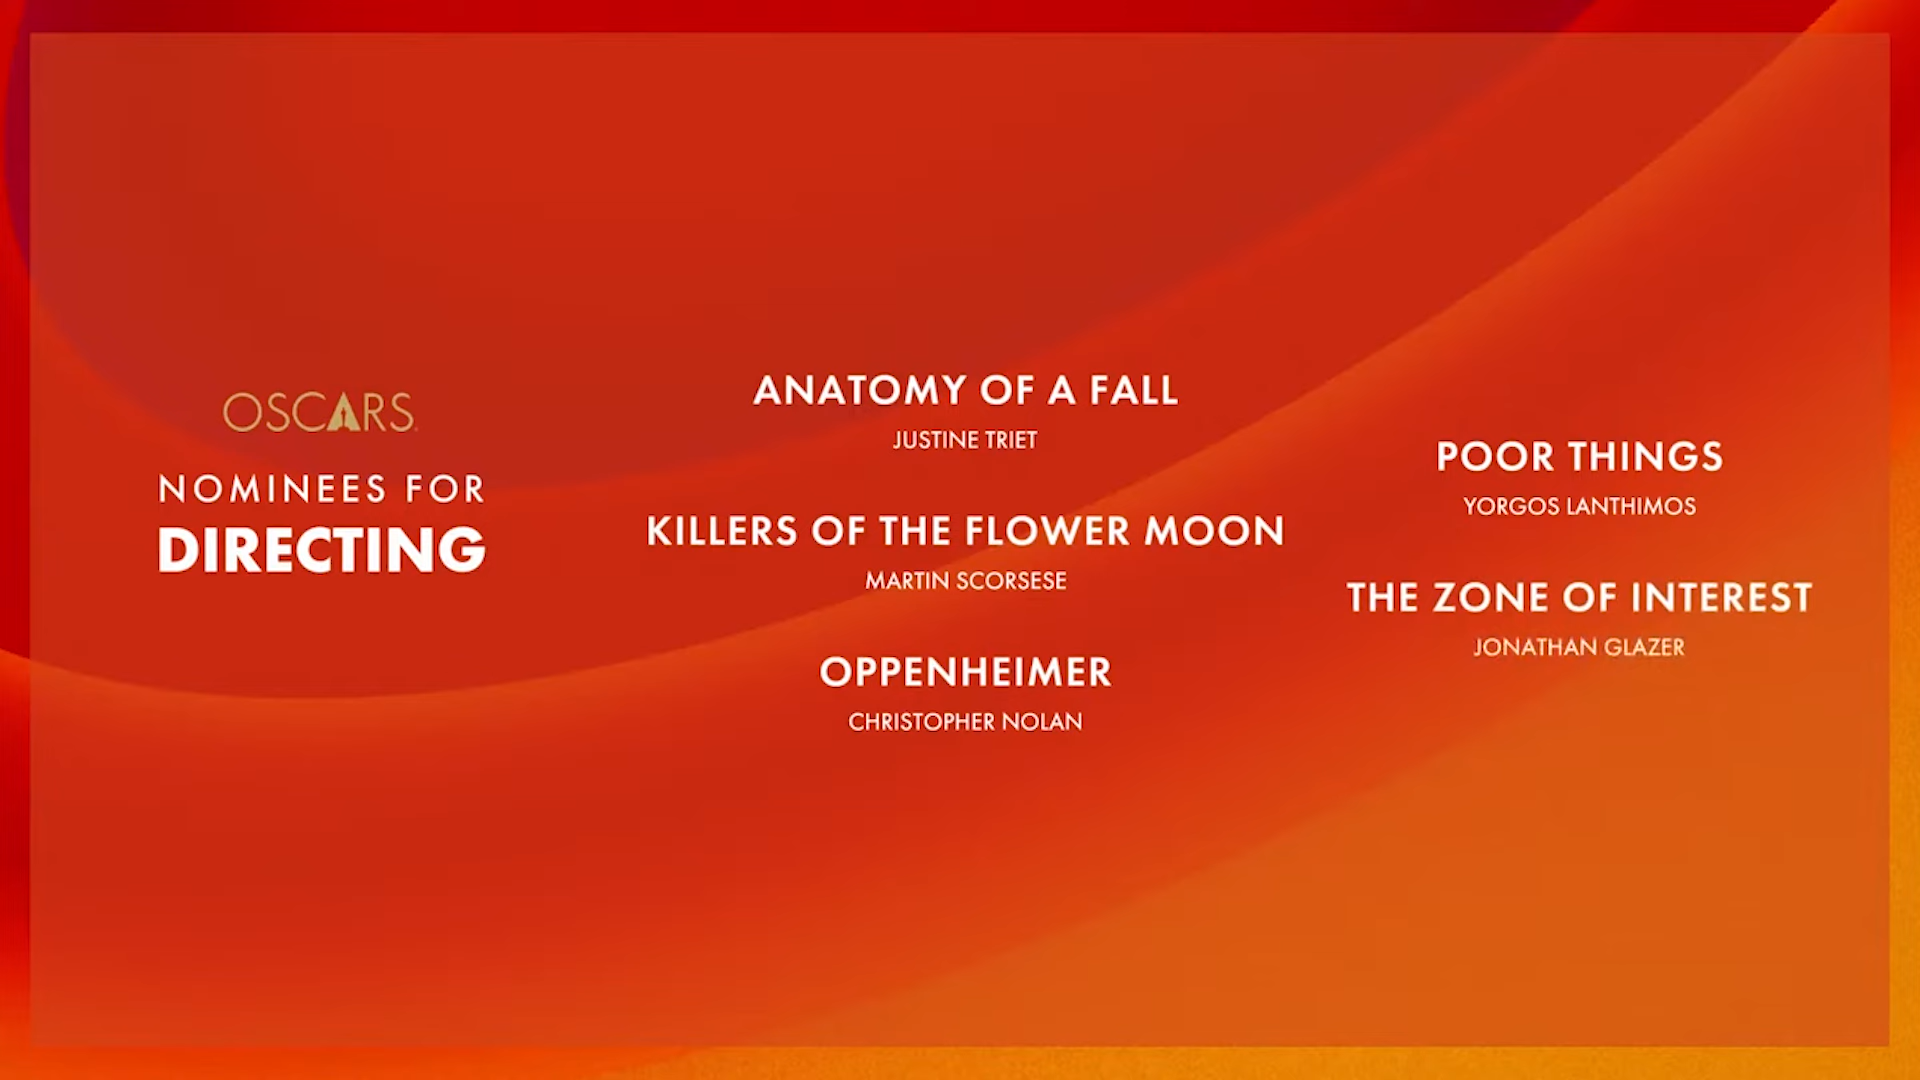 OSCARS
NOMINEES FOR
DIRECTING
ANATOMY OF A FALL
JUSTINE TRIET
KILLERS OF THE FLOWER MOON
MARTIN SCORSESE
OPPENHEIMER
CHRISTOPHER NOLAN
POOR THINGS
YORGOS LANTHIMOS
THE ZONE OF INTEREST
JONATHAN GLAZER